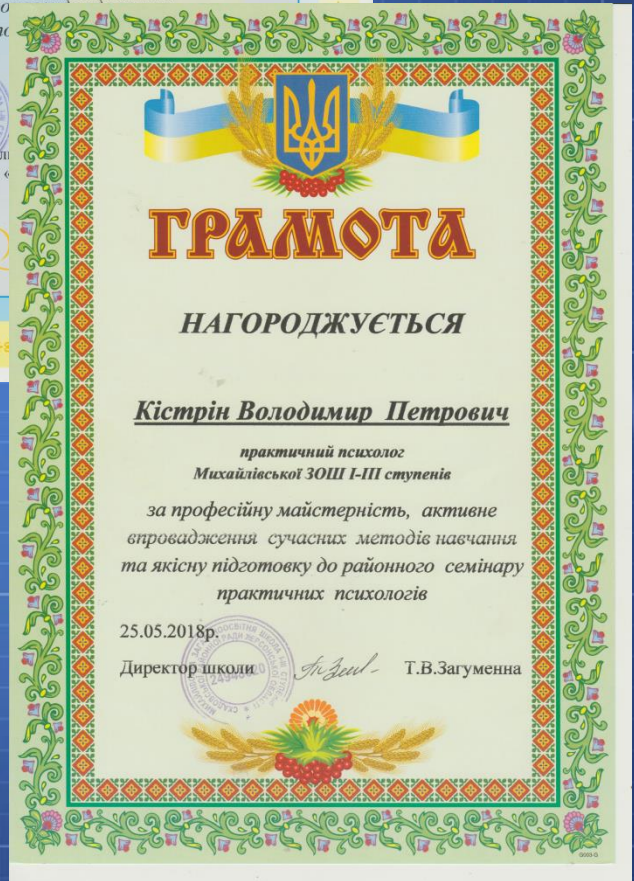 ГРАМОТА
НАГОРОДЖУЄТЬСЯ
Кістрін Володимир Петрович
практичний психолог
Михайлівської ЗОШ І-ІІІ ступенів
за професійну майстерність, активне
впровадження сучасних методів навчання
та якісну підготовку до районного семінару
практичних психологів
25.05.2018р.
Директор школи Т.В.Загуменна